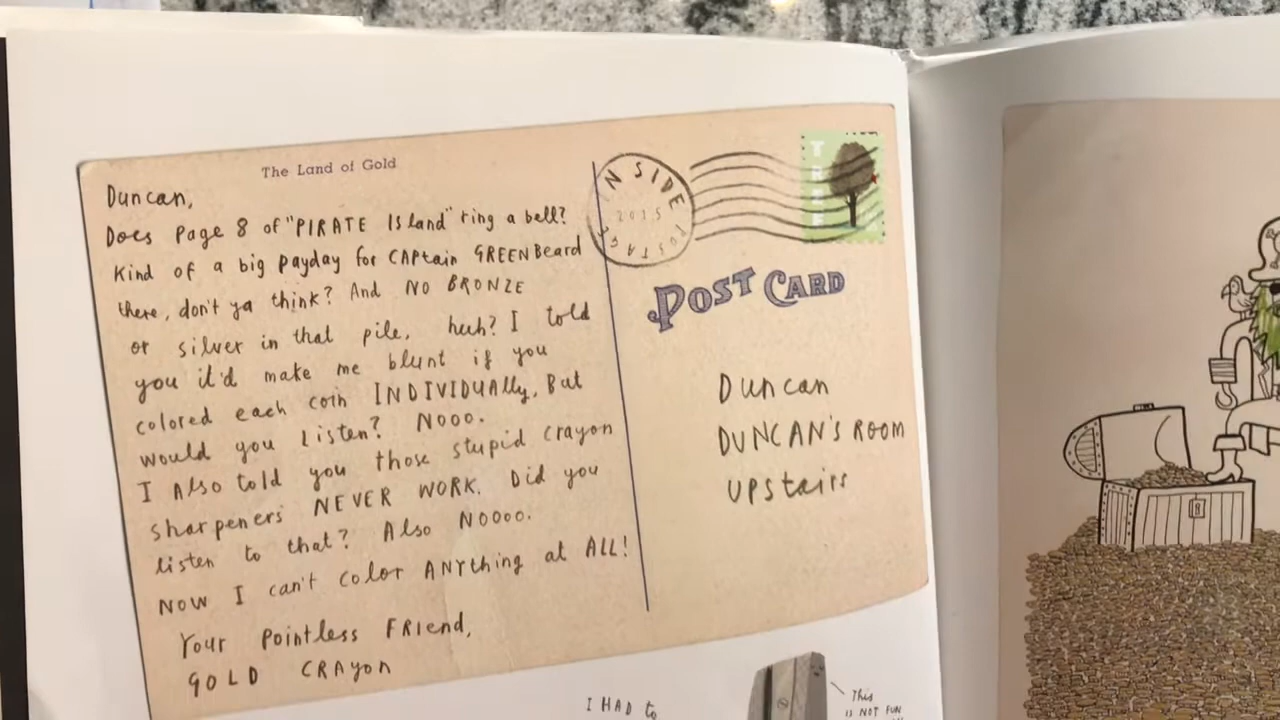 The Land of Gold
Duncan,
Does Page 8 of "PIRATE ISland" ring a bell?
Kind of a big payday for CAPtain GREENBeard
there, don't ya think? And NO BRONZE
or silver in that pile, huh? I told
you it'd make me blunt if you
colored each coin INDIVIDUAlly. But
would you Listen? NOOO.
I Also told you those stupid crayon
sharpeners NEVER WORK. Did you
listen to that? Also NOOOO.
NOW I can't color ANYthing at ALL!
Your Pointless FRIend,
GOLD CRAyon
INSIDE
2015
POSTAGE
TREE
POST CARD
Duncan
DUNCAN'S ROOM
UPStairs
I HAD to
This
IS NOT FUN